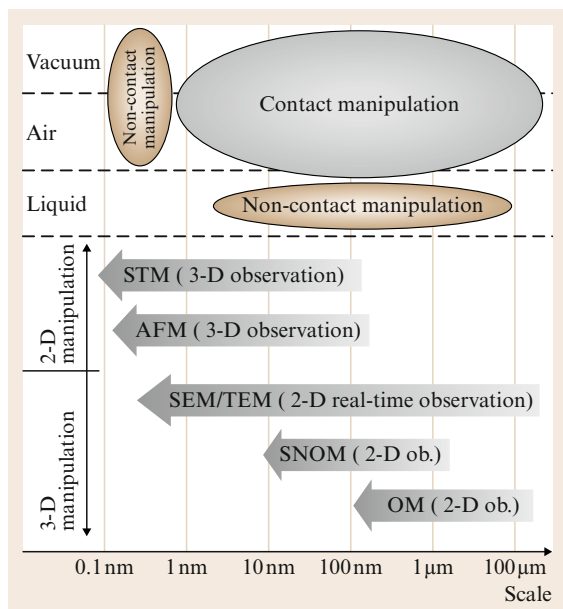 Vacuum
Non-contact
manipulation
Contact manipulation
Air
Liquid
Non-contact manipulation
2-D
manipulation
STM ( 3-D observation)
AFM ( 3-D observation)
3-D
manipulation
SEM/TEM ( 2-D real-time observation)
SNOM ( 2-D ob.)
OM ( 2-D ob.)
0.1 nm 1 nm 10 nm 100 nm 1 μm 100 μm
Scale